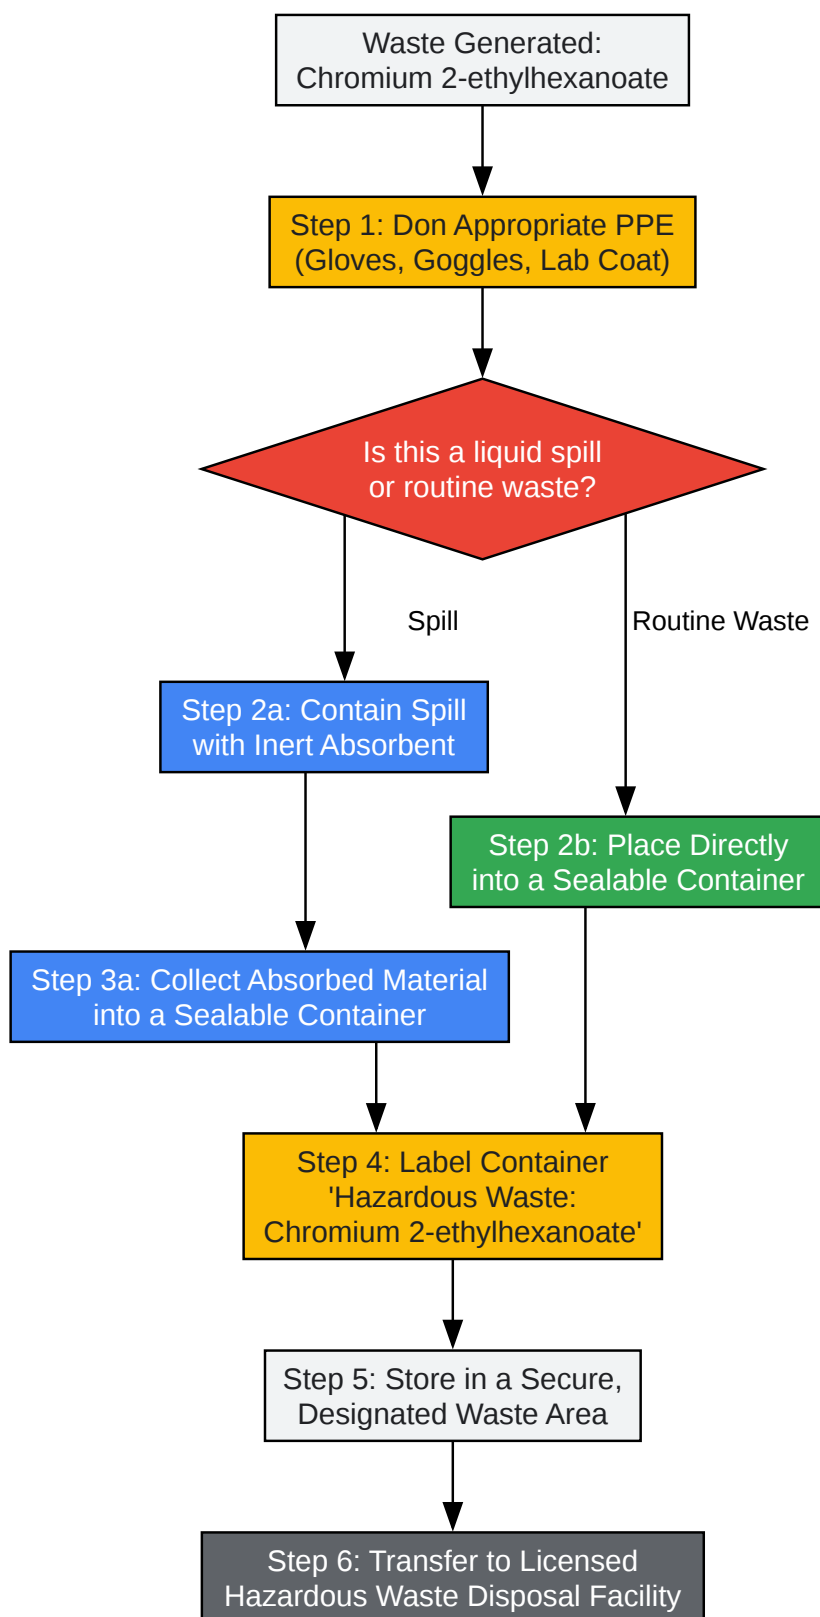 Waste Generated:
Chromium 2-ethylhexanoate
Step 1: Don Appropriate PPE
(Gloves, Goggles, Lab Coat)
Is this a liquid spill
or routine waste?
Spill
Routine Waste
Step 2a: Contain Spill
with Inert Absorbent
Step 2b: Place Directly
into a Sealable Container
Step 3a: Collect Absorbed Material
into a Sealable Container
Step 4: Label Container
'Hazardous Waste:
Chromium 2-ethylhexanoate'
Step 5: Store in a Secure,
Designated Waste Area
Step 6: Transfer to Licensed
Hazardous Waste Disposal Facility